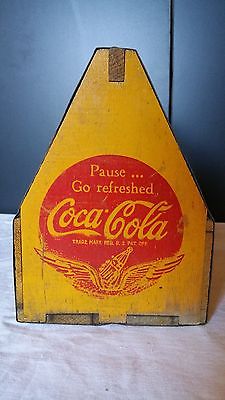 Pause ...
Go refreshed
Coca-Cola
TRADE MARK REG. U. S. PAT. OFF.